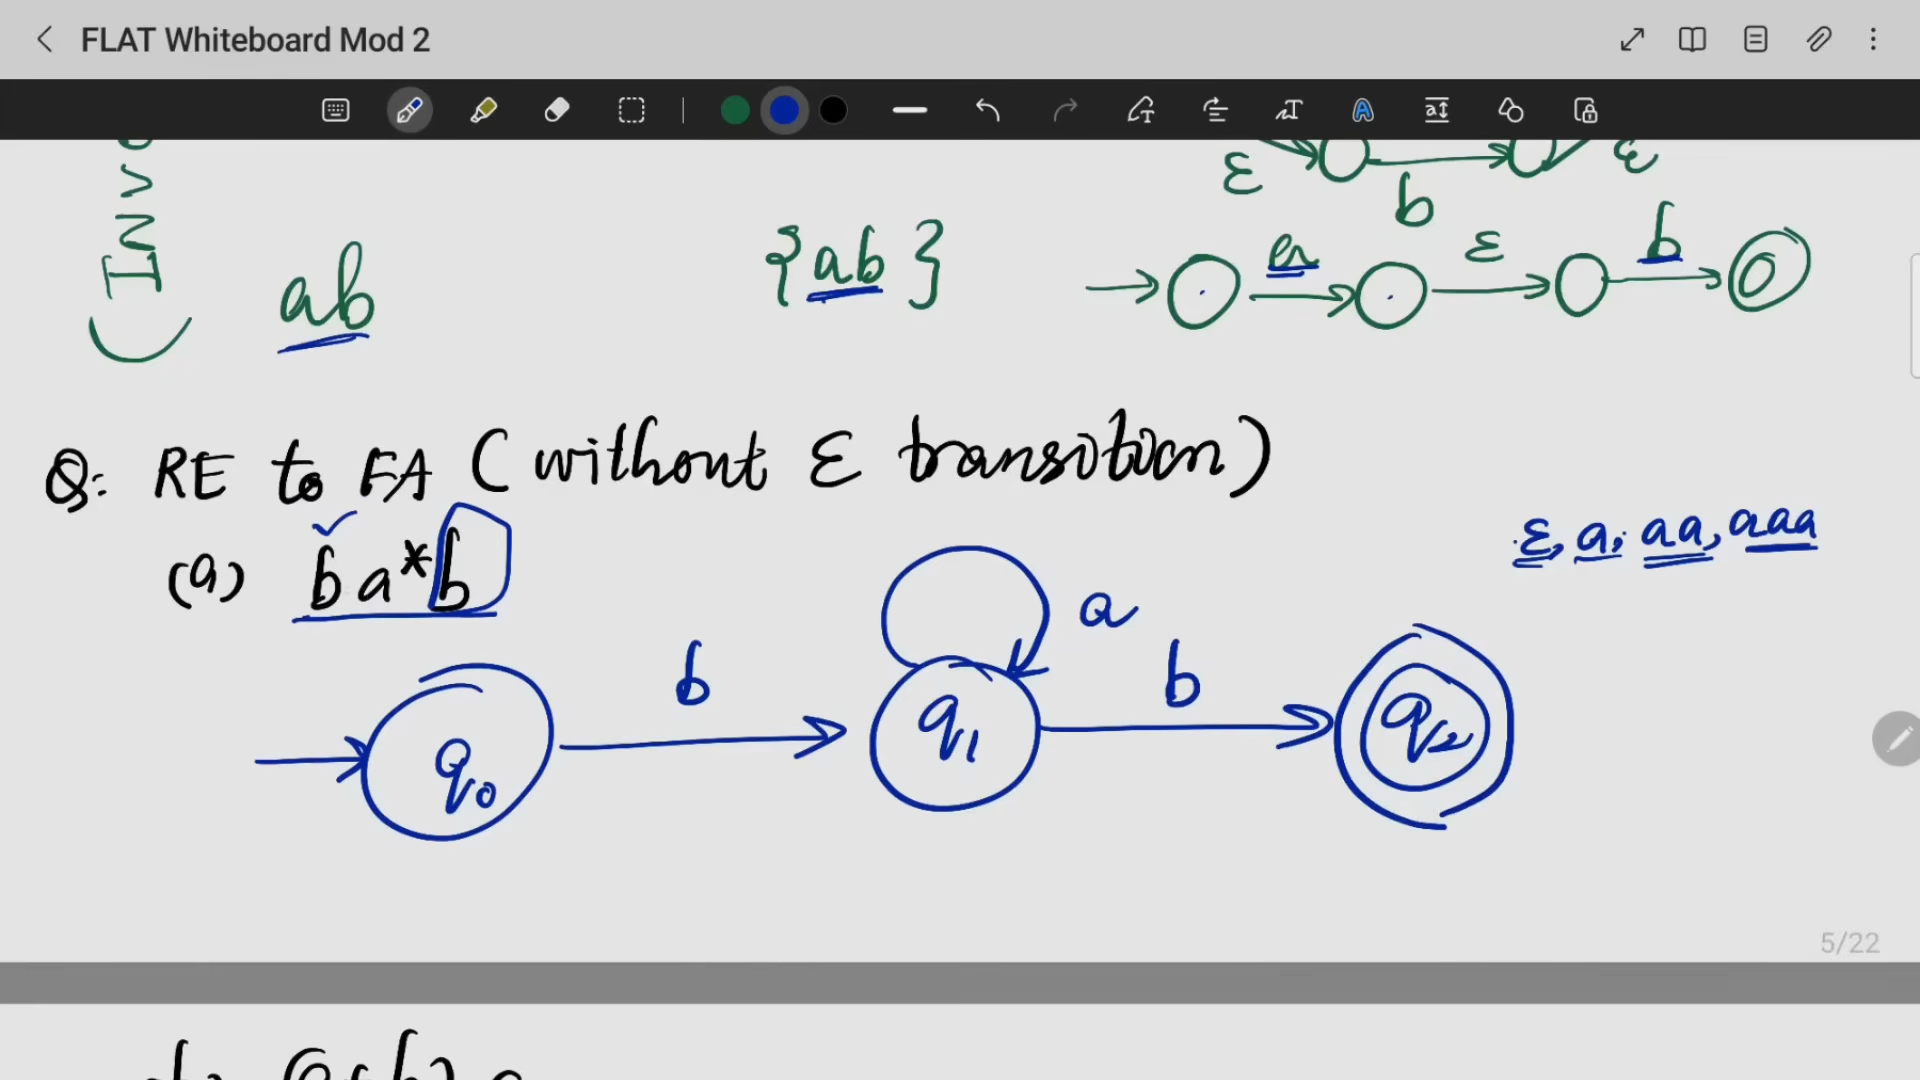 FLAT Whiteboard Mod 2
ε
b
ε
ab
{ab}
a
ε
b
Q: RE to FA (without ε transition)
(a) ba*b
ε, a, aa, aaa
a
b
b
q0
q1
q2
5/22